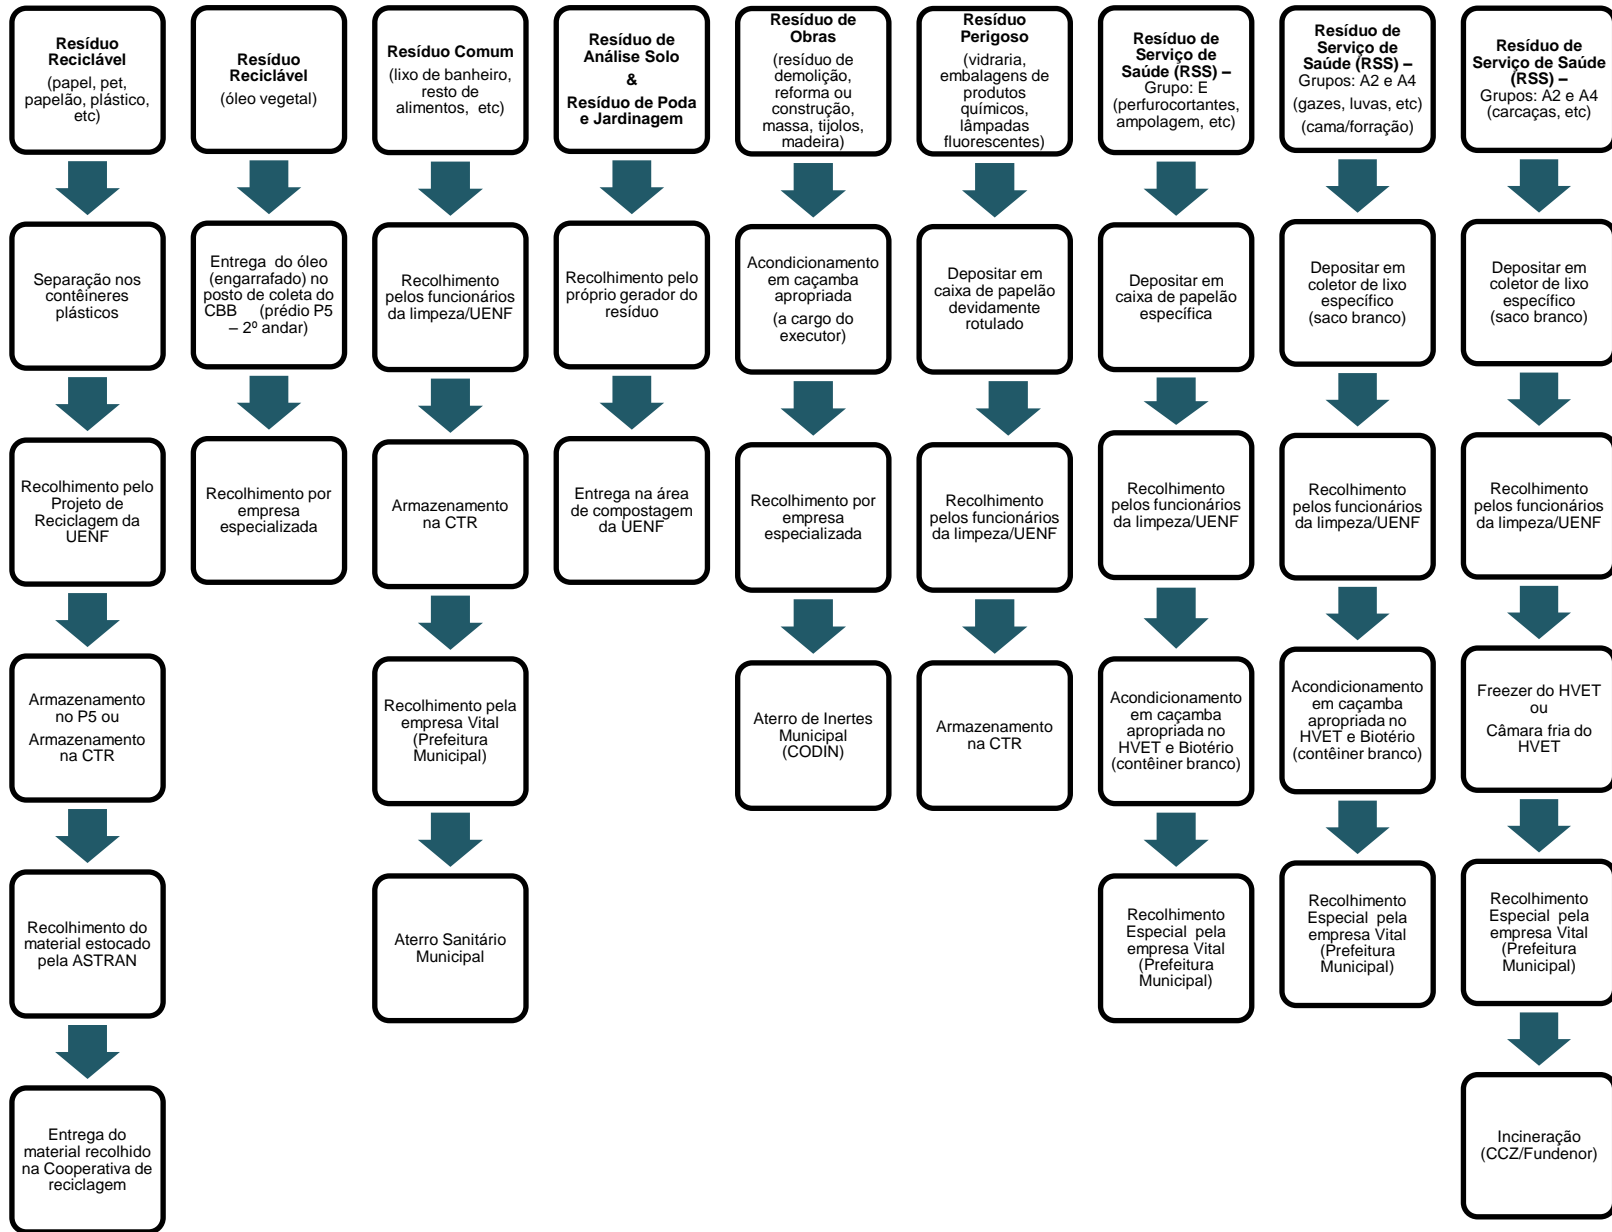 Resíduo
Reciclável
(papel, pet,
papelão, plástico,
etc)
Separação nos
contêineres
plásticos
Recolhimento pelo
Projeto de
Reciclagem da
UENF
Armazenamento
no P5 ou
Armazenamento
na CTR
Recolhimento do
material estocado
pela ASTRAN
Entrega do
material recolhido
na Cooperativa de
reciclagem
Resíduo
Reciclável
(óleo vegetal)
Entrega do óleo
(engarrafado) no
posto de coleta do
CBB (prédio P5
– 2º andar)
Recolhimento por
empresa
especializada
Resíduo Comum
(lixo de banheiro,
resto de
alimentos, etc)
Recolhimento
pelos funcionários
da limpeza/UENF
Armazenamento
na CTR
Recolhimento pela
empresa Vital
(Prefeitura
Municipal)
Aterro Sanitário
Municipal
Resíduo de
Análise Solo
&
Resíduo de Poda
e Jardinagem
Recolhimento pelo
próprio gerador do
resíduo
Entrega na área
de compostagem
da UENF
Resíduo de
Obras
(resíduo de
demolição,
reforma ou
construção,
massa, tijolos,
madeira)
Acondicionamento
em caçamba
apropriada
(a cargo do
executor)
Recolhimento por
empresa
especializada
Aterro de Inertes
Municipal
(CODIN)
Resíduo
Perigoso
(vidraria,
embalagens de
produtos
químicos,
lâmpadas
fluorescentes)
Depositar em
caixa de papelão
devidamente
rotulado
Recolhimento
pelos funcionários
da limpeza/UENF
Armazenamento
na CTR
Resíduo de
Serviço de
Saúde (RSS) –
Grupo: E
(perfurocortantes,
ampolagem, etc)
Depositar em
caixa de papelão
específica
Recolhimento
pelos funcionários
da limpeza/UENF
Acondicionamento
em caçamba
apropriada no
HVET e Biotério
(contêiner branco)
Recolhimento
Especial pela
empresa Vital
(Prefeitura
Municipal)
Resíduo de
Serviço de
Saúde (RSS) –
Grupos: A2 e A4
(gazes, luvas, etc)
(cama/forração)
Depositar em
coletor de lixo
específico
(saco branco)
Recolhimento
pelos funcionários
da limpeza/UENF
Acondicionamento
em caçamba
apropriada no
HVET e Biotério
(contêiner branco)
Recolhimento
Especial pela
empresa Vital
(Prefeitura
Municipal)
Resíduo de
Serviço de Saúde
(RSS) –
Grupos: A2 e A4
(carcaças, etc)
Depositar em
coletor de lixo
específico
(saco branco)
Recolhimento
pelos funcionários
da limpeza/UENF
Freezer do HVET
ou
Câmara fria do
HVET
Recolhimento
Especial pela
empresa Vital
(Prefeitura
Municipal)
Incineração
(CCZ/Fundenor)